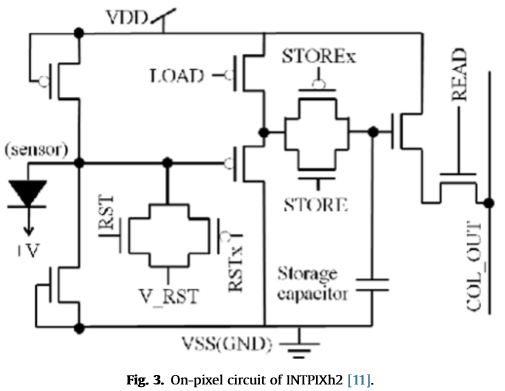 VDD
STOREx
LOAD
READ
(sensor)
STORE
RST
RSTx
+V
V_RST
Storage
capacitor
COL_OUT
VSS(GND)
Fig. 3. On-pixel circuit of INTPIXh2 [11].